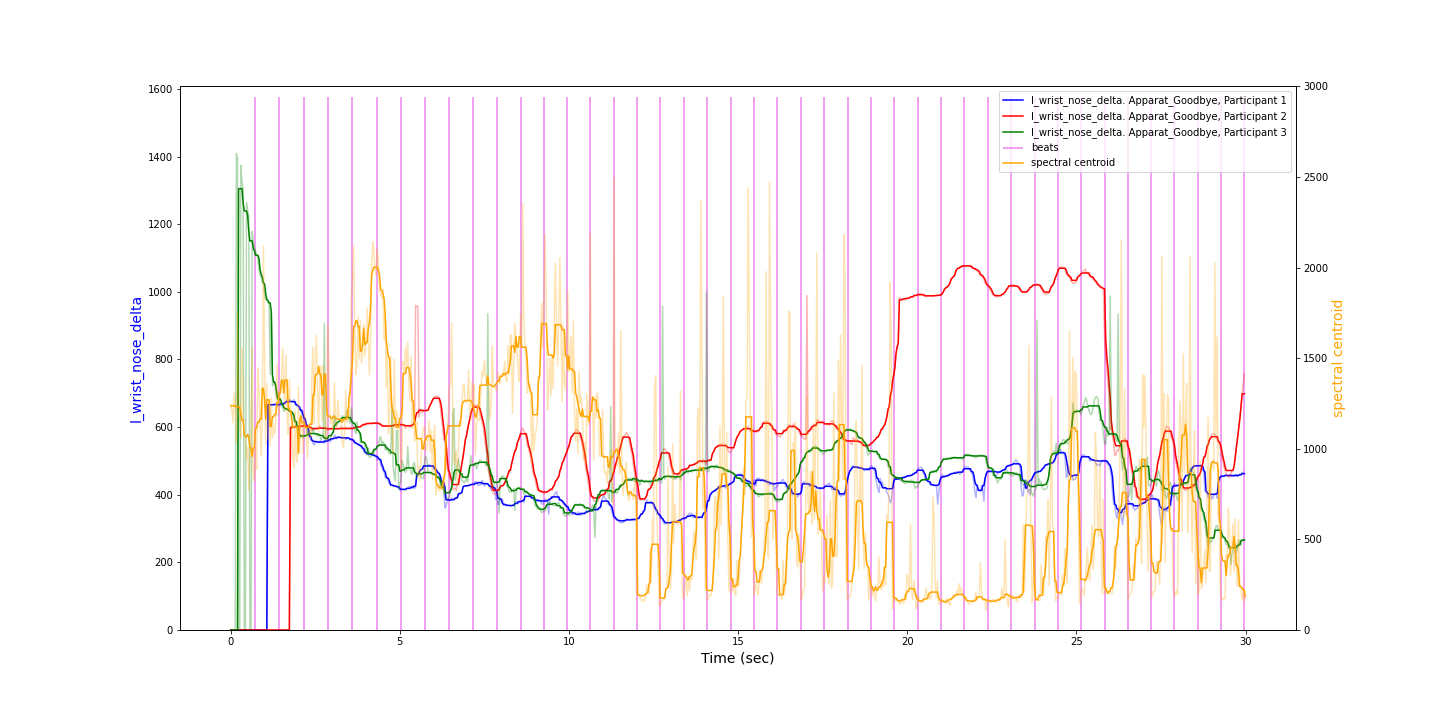 l_wrist_nose_delta. Apparat_Goodbye, Participant 1
l_wrist_nose_delta. Apparat_Goodbye, Participant 2
l_wrist_nose_delta. Apparat_Goodbye, Participant 3
beats
spectral centroid
l_wrist_nose_delta
1600
1400
1200
1000
800
600
400
200
0
3000
2500
2000
1500
1000
500
0
spectral centroid
0
5
10
15
20
25
30
Time (sec)